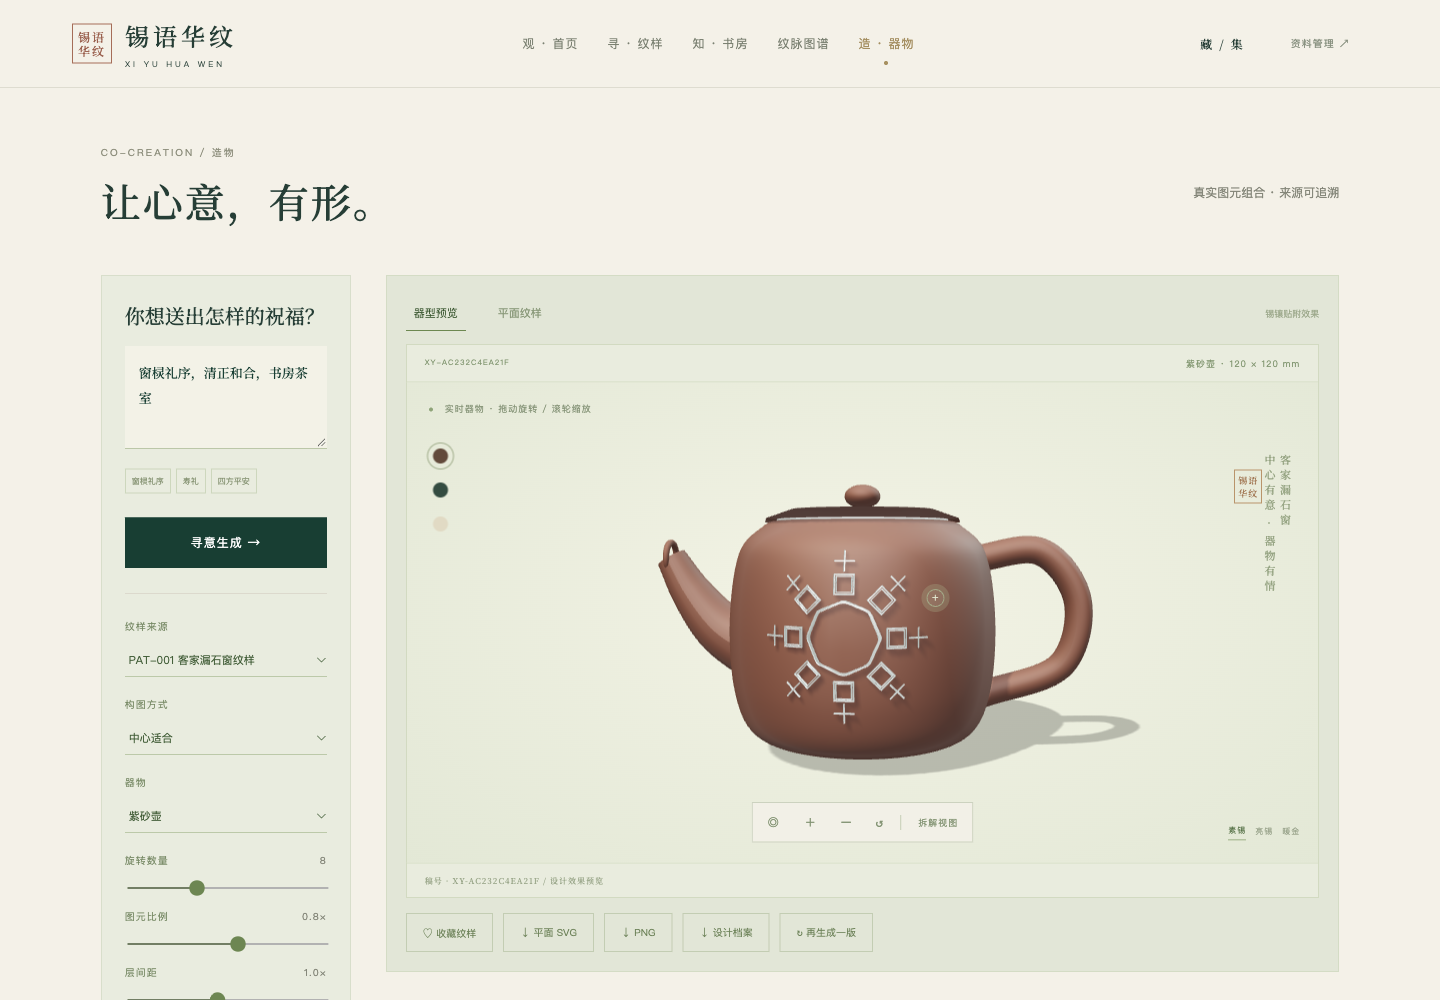 锡语
华纹
锡语华纹
XI YU HUA WEN
观 · 首页
寻 · 纹样
知 · 书房
纹脉图谱
造 · 器物
藏 / 集
资料管理 ↗
CO–CREATION / 造物
让心意，有形。
真实图元组合 · 来源可追溯
你想送出怎样的祝福？
窗棂礼序，清正和合，书房茶
室
窗棂礼序
寿礼
四方平安
寻意生成 →
纹样来源
PAT–001 客家漏石窗纹样
构图方式
中心适合
器物
紫砂壶
旋转数量
8
图元比例
0.8×
层间距
1.0×
器型预览
平面纹样
锡镶贴附效果
XY–AC232C4EA21F
紫砂壶 · 120 × 120 mm
实时器物 · 拖动旋转 / 滚轮缩放
客家漏石窗
中心有意 · 器物有情
锡语
华纹
拆解视图
素锡
亮锡
暖金
稿号 · XY-AC232C4EA21F / 设计效果预览
♡ 收藏纹样
↓ 平面 SVG
↓ PNG
↓ 设计档案
↻ 再生成一版